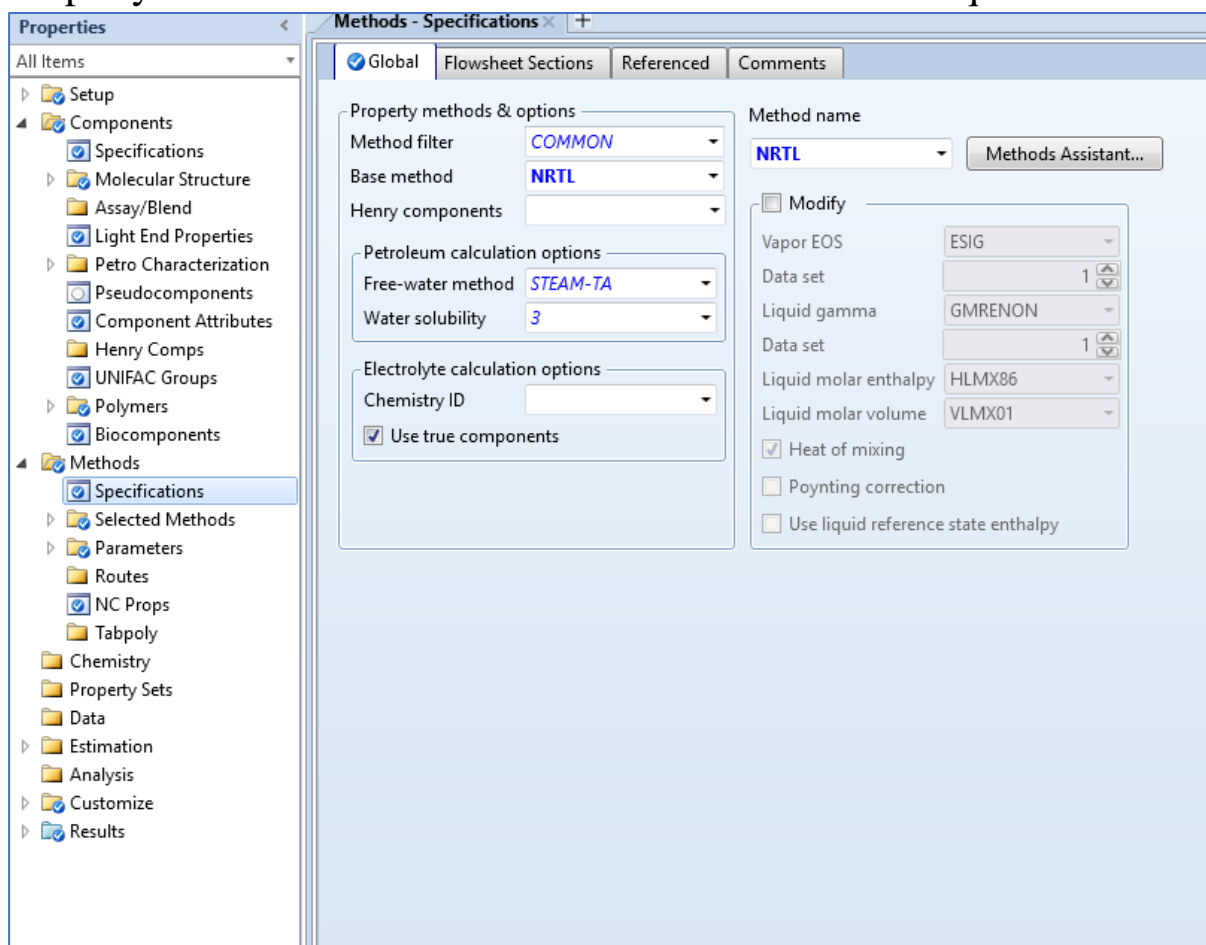 Properties
All Items
Setup
Components
Specifications
Molecular Structure
Assay/Blend
Light End Properties
Petro Characterization
Pseudocomponents
Component Attributes
Henry Comps
UNIFAC Groups
Polymers
Biocomponents
Methods
Specifications
Selected Methods
Parameters
Routes
NC Props
Tabpoly
Chemistry
Property Sets
Data
Estimation
Analysis
Customize
Results
Methods - Specifications × +
Global Flowsheet Sections Referenced Comments
Property methods & options
Method filter COMMON
Base method NRTL
Henry components
Petroleum calculation options
Free-water method STEAM-TA
Water solubility 3
Electrolyte calculation options
Chemistry ID
Use true components
Method name
NRTL Methods Assistant...
Modify
Vapor EOS ESIG
Data set 1
Liquid gamma GMRENON
Data set 1
Liquid molar enthalpy HLMX86
Liquid molar volume VLMX01
Heat of mixing
Poynting correction
Use liquid reference state enthalpy